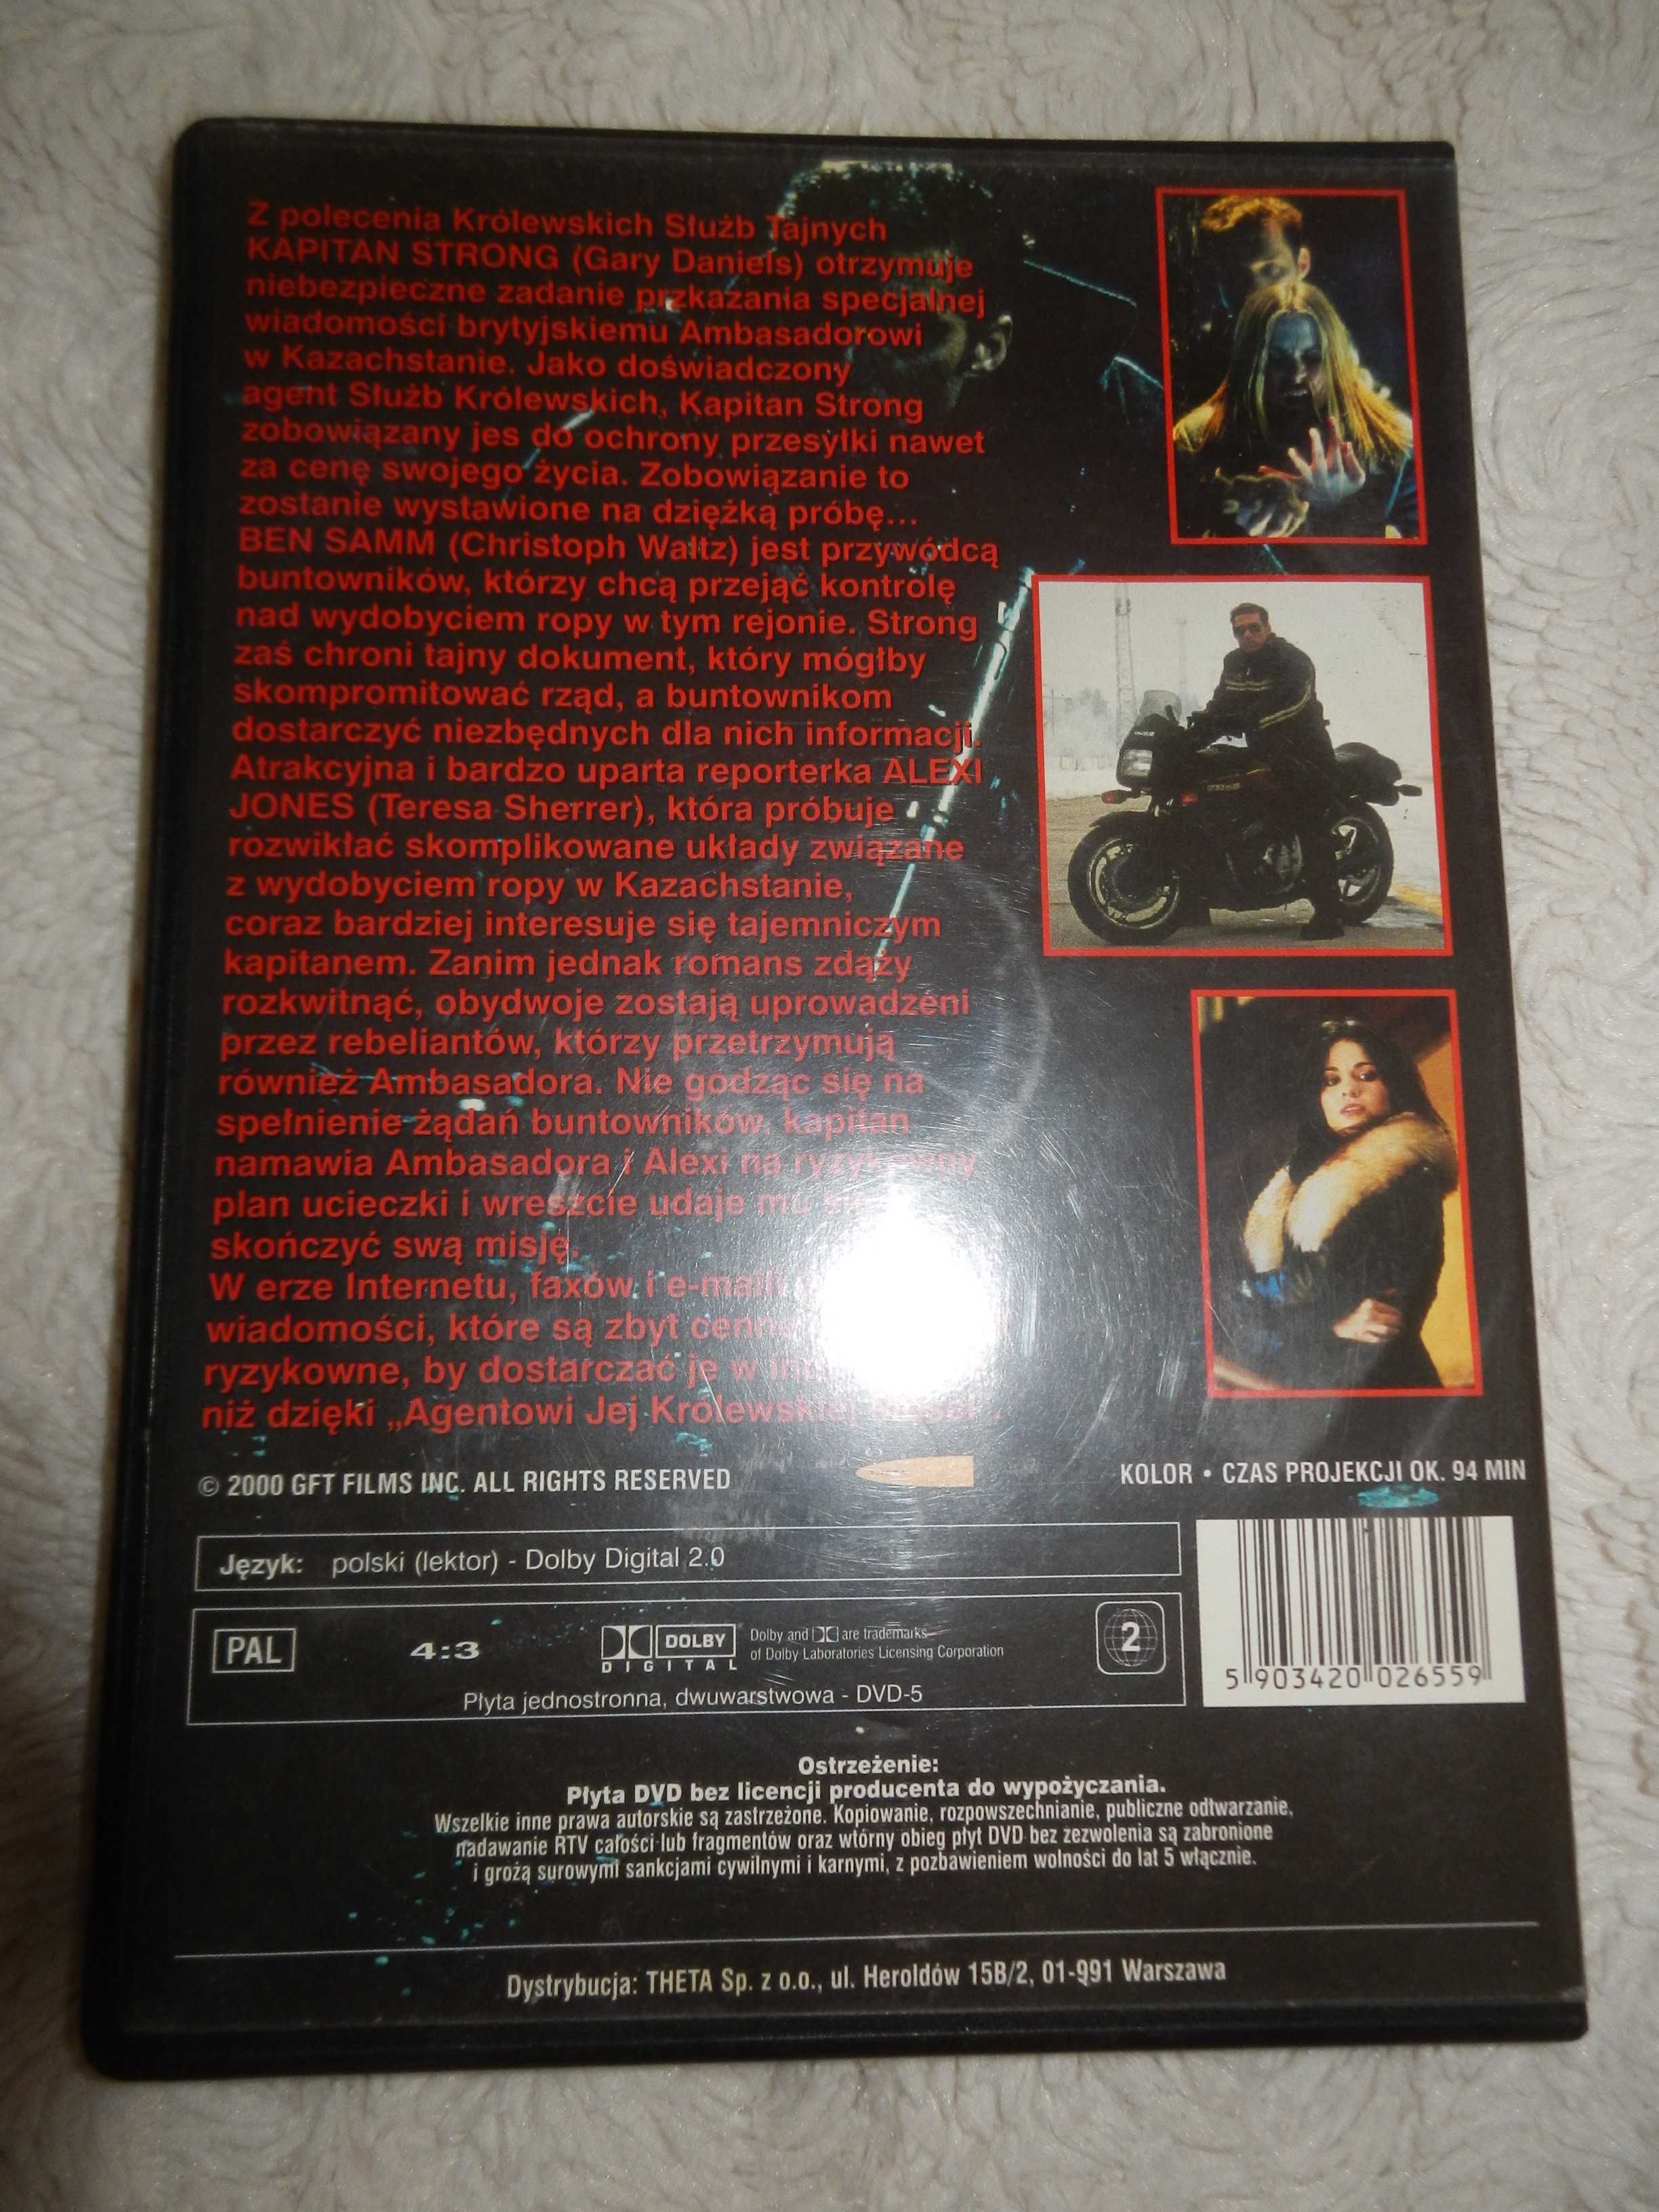 Z polecenia Królewskich Służb Tajnych
KAPITAN STRONG (Gary Daniels) otrzymuje
niebezpieczne zadanie przkazania specjalnej
wiadomości brytyjskiemu Ambasadorowi
w Kazachstanie. Jako doświadczony
agent Służb Królewskich, Kapitan Strong
zobowiązany jes do ochrony przesyłki nawet
za cenę swojego życia. Zobowiązanie to
zostanie wystawione na dziężką próbę...
BEN SAMM (Christoph Waltz) jest przywódcą
buntowników, którzy chcą przejąć kontrolę
nad wydobyciem ropy w tym rejonie. Strong
zaś chroni tajny dokument, który mógłby
skompromitować rząd, a buntownikom
dostarczyć niezbędnych dla nich informacji.
Atrakcyjna i bardzo uparta reporterka ALEXI
JONES (Teresa Sherrer), która próbuje
rozwikłać skomplikowane układy związane
z wydobyciem ropy w Kazachstanie,
coraz bardziej interesuje się tajemniczym
kapitanem. Zanim jednak romans zdąży
rozkwitnąć, obydwoje zostają uprowadzeni
przez rebeliantów, którzy przetrzymują
również Ambasadora. Nie godząc się na
spełnienie żądań buntowników, kapitan
namawia Ambasadora i Alexi na ryzykowny
plan ucieczki i wreszcie udaje mu
skończyć swą misję.
W erze Internetu, faxów i e-maili
wiadomości, które są zbyt
ryzykowne, by dostarczać je w
niż dzięki „Agentowi Jej Królewskiej
© 2000 GFT FILMS INC. ALL RIGHTS RESERVED
KOLOR • CZAS PROJEKCJI OK. 94 MIN
Język: polski (lektor) - Dolby Digital 2.0
PAL 4:3 DOLBY DIGITAL
Dolby and are trademarks
of Dolby Laboratories Licensing Corporation
2
Płyta jednostronna, dwuwarstwowa - DVD-5
5 903420 026559
Ostrzeżenie:
Płyta DVD bez licencji producenta do wypożyczania.
Wszelkie inne prawa autorskie są zastrzeżone. Kopiowanie, rozpowszechnianie, publiczne odtwarzanie,
nadawanie RTV całości lub fragmentów oraz wtórny obieg płyt DVD bez zezwolenia są zabronione
i grożą surowymi sankcjami cywilnymi i karnymi, z pozbawieniem wolności do lat 5 włącznie.
Dystrybucja: THETA Sp. z o.o., ul. Heroldów 15B/2, 01-991 Warszawa